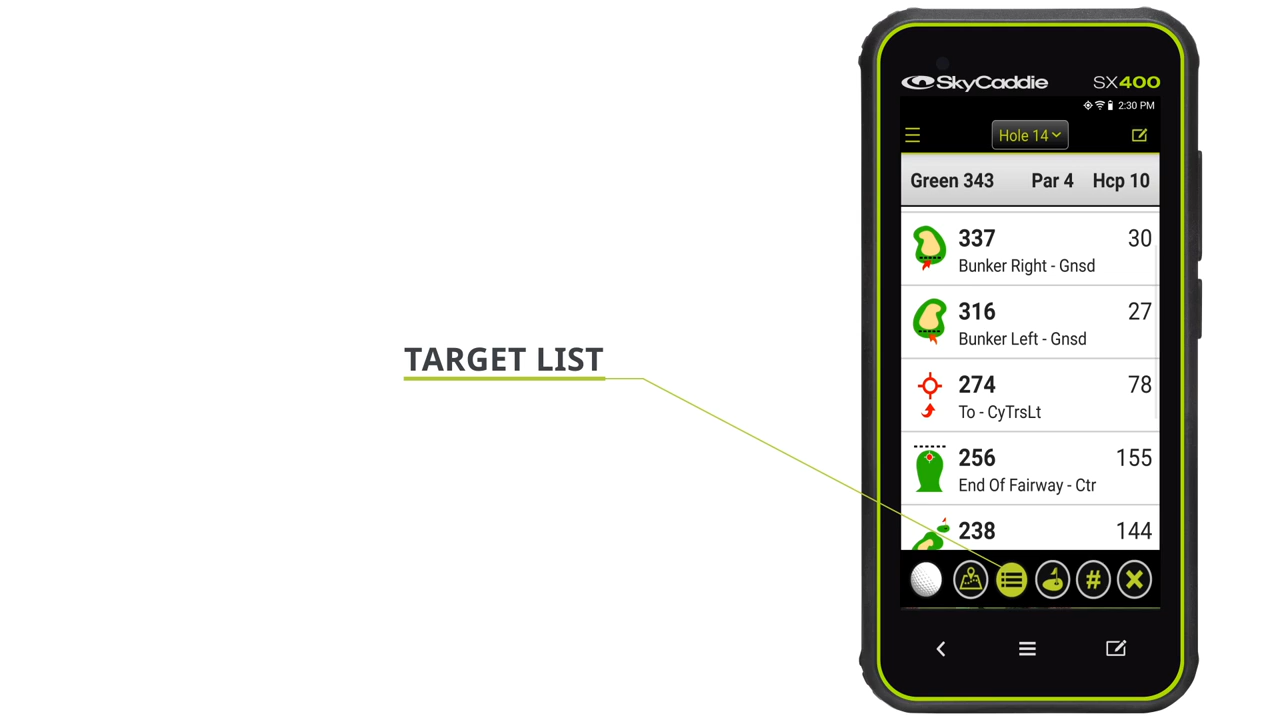 SkyCaddie SX400
2:30 PM
Hole 14
Green 343 Par 4 Hcp 10
337 30
Bunker Right - Gnsd
316 27
Bunker Left - Gnsd
TARGET LIST
274 78
To - CyTrsLt
256 155
End Of Fairway - Ctr
238 144
#